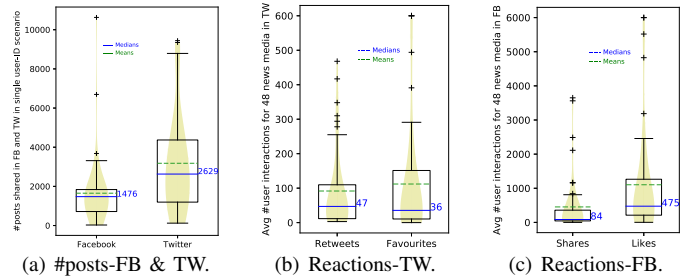 #posts shared in FB and TW in single user-ID scenario
10000
8000
6000
4000
2000
0
Medians
Means
1476
2629
Facebook
Twitter
(a) #posts-FB & TW.
Avg #user interactions for 48 news media in TW
600
500
400
300
200
100
0
Medians
Means
47
36
Retweets
Favourites
(b) Reactions-TW.
Avg #user interactions for 48 news media in FB
6000
5000
4000
3000
2000
1000
0
Medians
Means
84
475
Shares
Likes
(c) Reactions-FB.